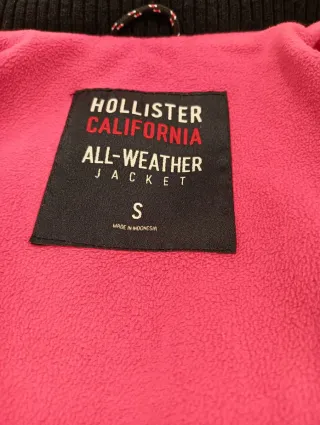 HOLLISTER
CALIFORNIA
ALL-WEATHER
JACKET
S
MADE IN INDONESIA